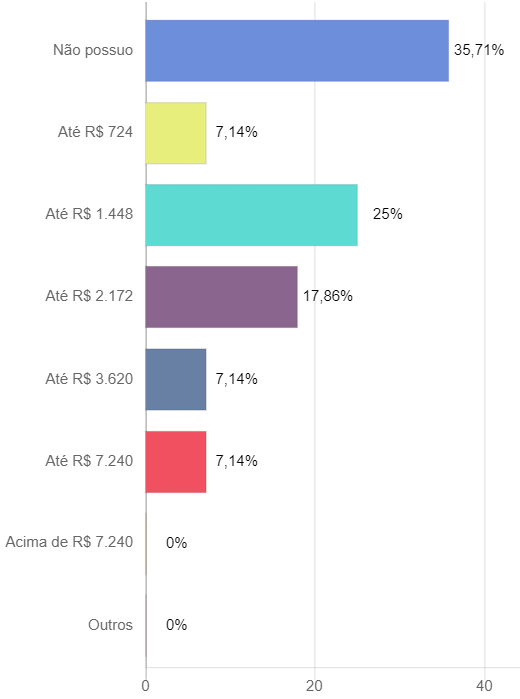 Não possuo 35,71%
Até R$ 724 7,14%
Até R$ 1.448 25%
Até R$ 2.172 17,86%
Até R$ 3.620 7,14%
Até R$ 7.240 7,14%
Acima de R$ 7.240 0%
Outros 0%
0 20 40